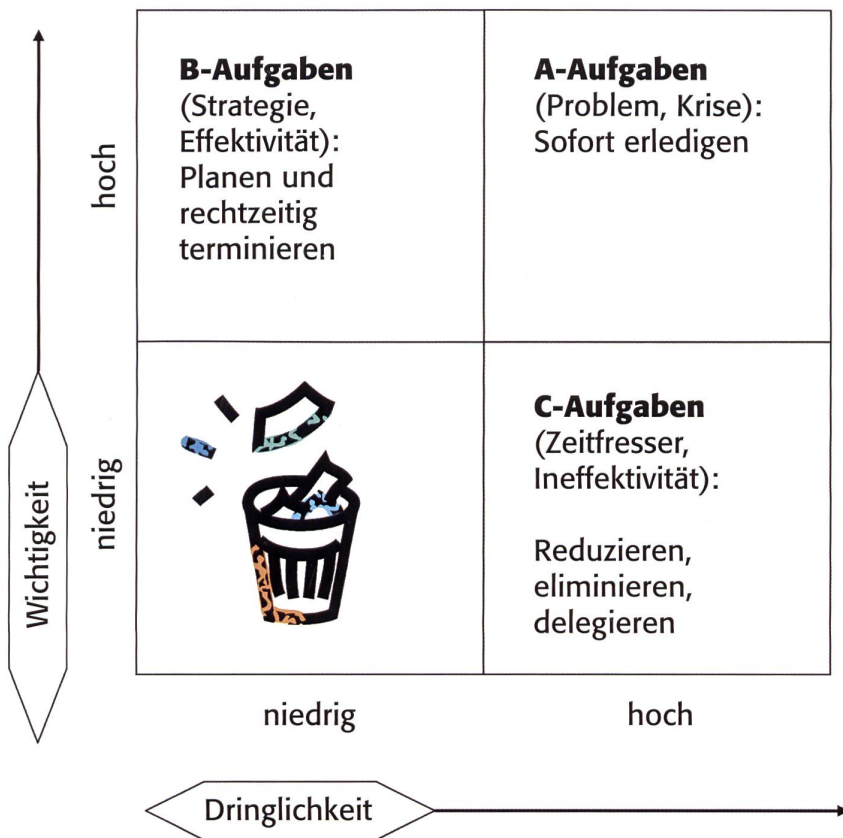 B-Aufgaben
(Strategie,
Effektivität):
Planen und
rechtzeitig
terminieren
A-Aufgaben
(Problem, Krise):
Sofort erledigen
hoch
C-Aufgaben
(Zeitfresser,
Ineffektivität):
Reduzieren,
eliminieren,
delegieren
niedrig
Wichtigkeit
niedrig
hoch
Dringlichkeit